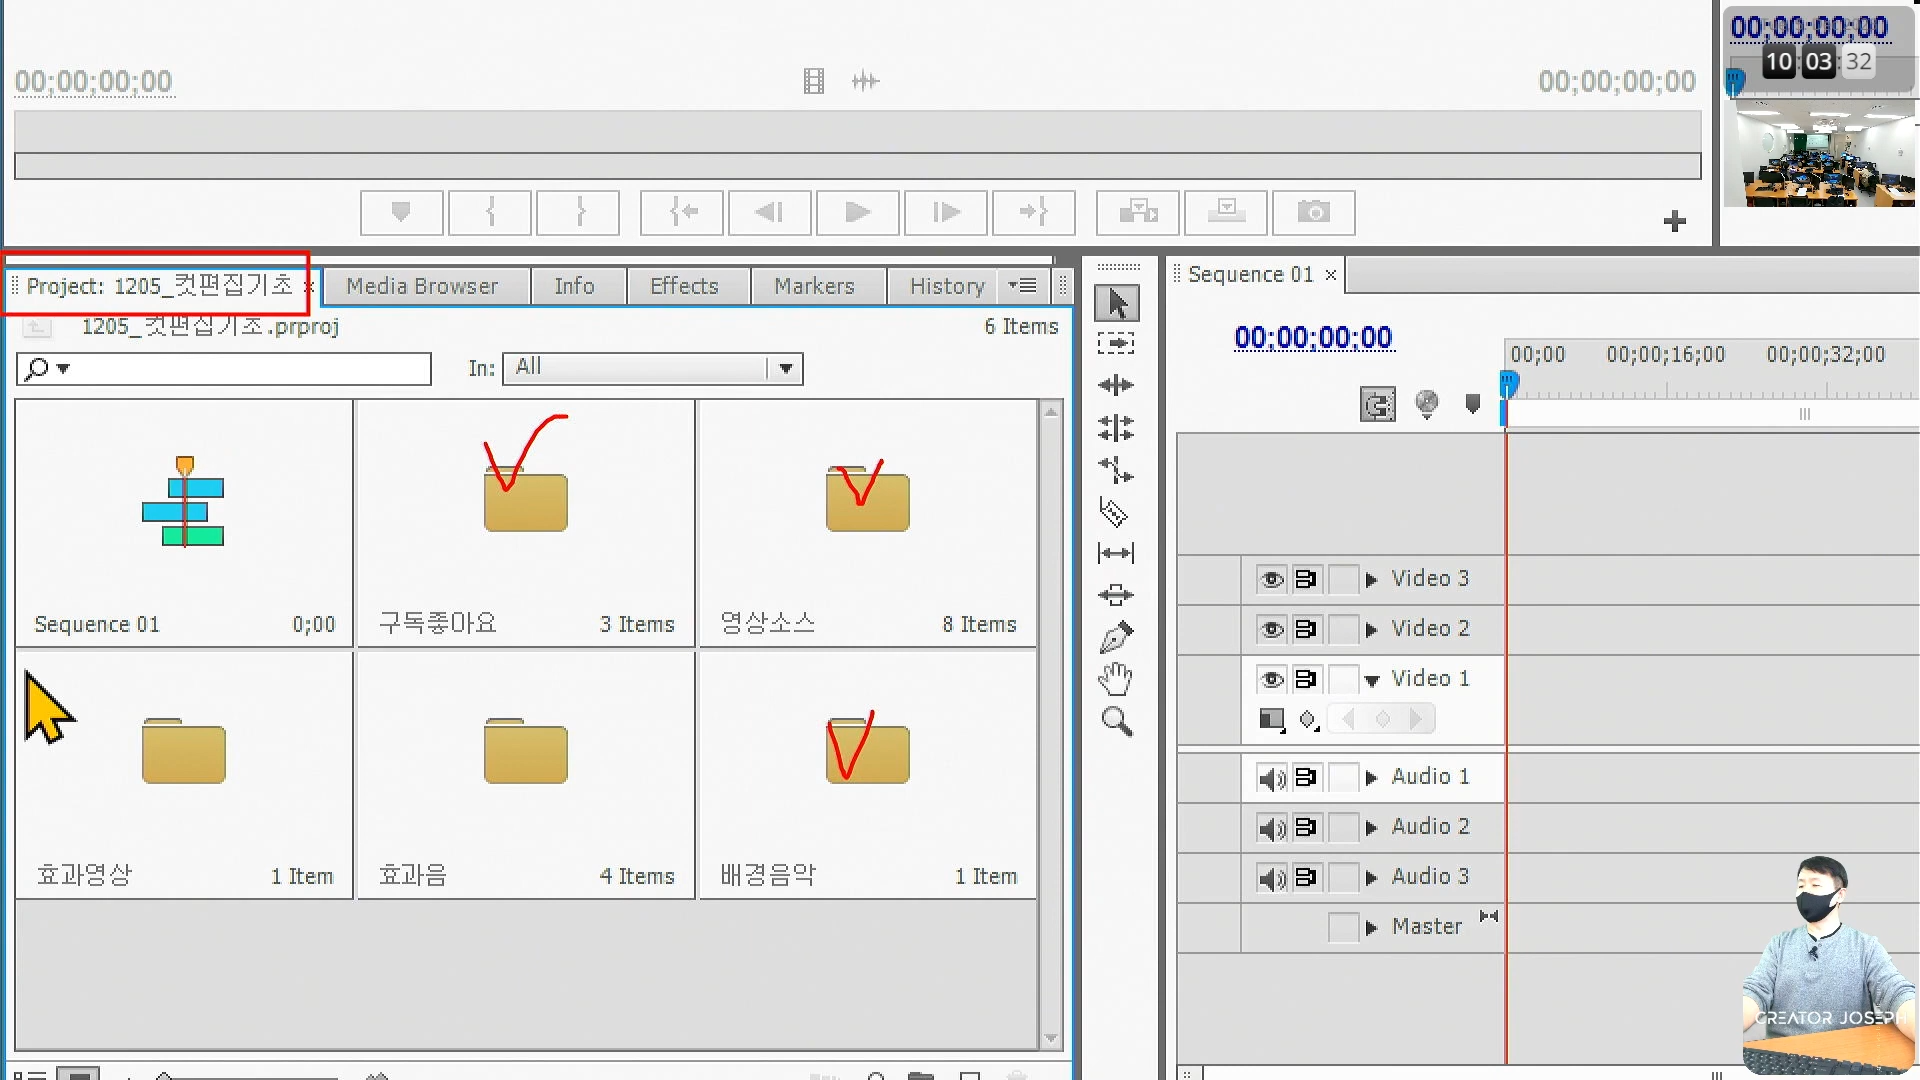 00;00;00;00
00;00;00;00
00;00;00;00
10:03:32
Project: 1205_컷편집기초 ×
Media Browser
Info
Effects
Markers
History
1205_컷편집기초.prproj
6 Items
In:
All
Sequence 01
0;00
구독좋아요
3 Items
영상소스
8 Items
효과영상
1 Item
효과음
4 Items
배경음악
1 Item
Sequence 01 ×
00;00;00;00
00;00
00;00;16;00
00;00;32;00
Video 3
Video 2
Video 1
Audio 1
Audio 2
Audio 3
Master
CREATOR JOSEPH